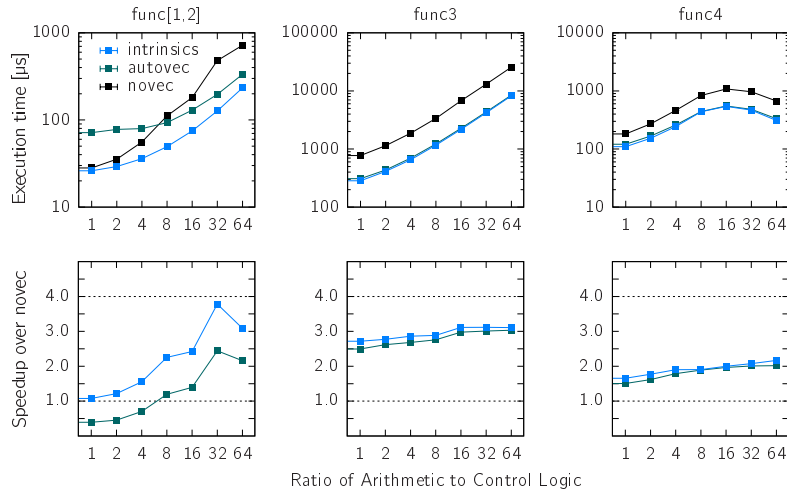 func[1,2] func3 func4
Execution time [µs]
1000
100
10
intrinsics
autovec
novec
1 2 4 8 16 32 64
100000
10000
1000
100
1 2 4 8 16 32 64
10000
1000
100
10
1 2 4 8 16 32 64
Speedup over novec
4.0
3.0
2.0
1.0
1 2 4 8 16 32 64
4.0
3.0
2.0
1.0
1 2 4 8 16 32 64
4.0
3.0
2.0
1.0
1 2 4 8 16 32 64
Ratio of Arithmetic to Control Logic